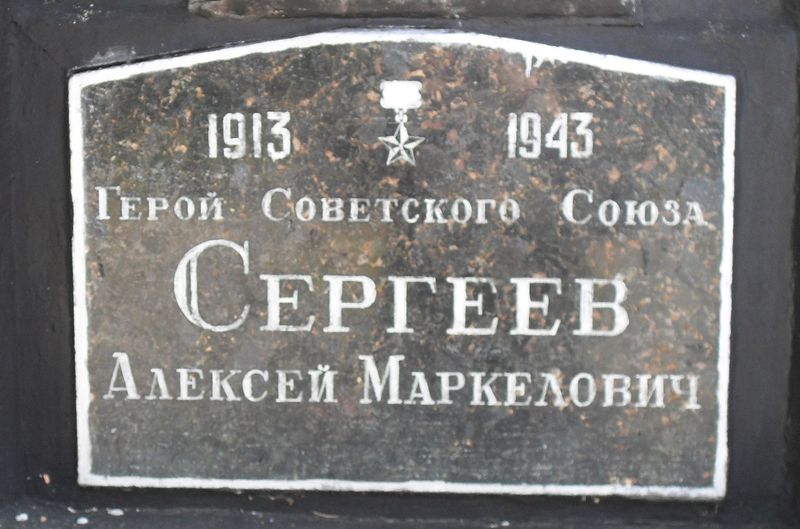 1913 1943
Герой Советского Союза
Сергеев
Алексей Маркелович